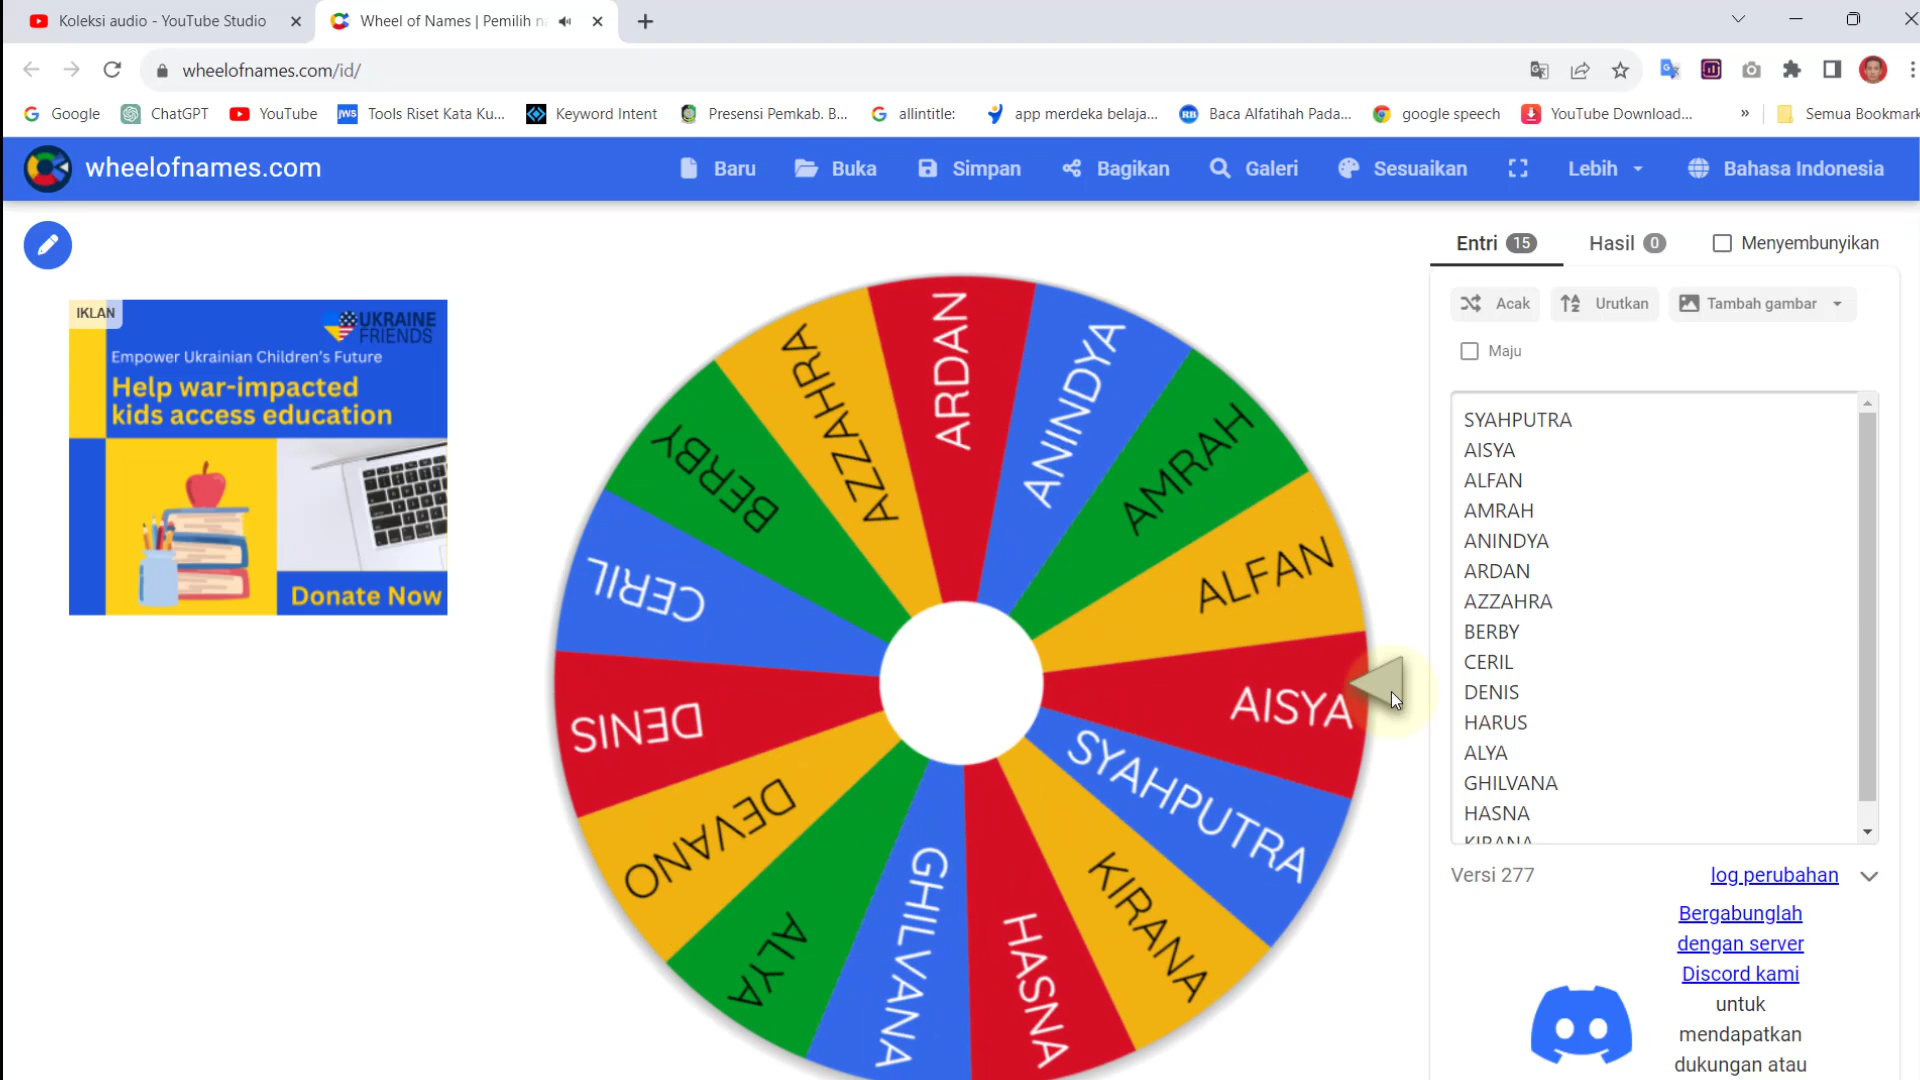 Koleksi audio - YouTube Studio
Wheel of Names | Pemilih
wheelofnames.com/id/
Google
ChatGPT
YouTube
Tools Riset Kata Ku...
Keyword Intent
Presensi Pemkab. B...
allintitle:
app merdeka belaja...
Baca Alfatihah Pada...
google speech
YouTube Download...
»
Semua Bookmark
wheelofnames.com
Baru
Buka
Simpan
Bagikan
Galeri
Sesuaikan
Lebih
Bahasa Indonesia
IKLAN
UKRAINE
FRIENDS
Empower Ukrainian Children's Future
Help war-impacted
kids access education
Donate Now
ARDAN
ANINDYA
AMRAH
ALFAN
AISYA
SYAHPUTRA
KIRANA
HASNA
GHILVANA
ALYA
DEVANO
DENIS
CERIL
BERBY
AZZAHRA
Entri 15
Hasil 0
Menyembunyikan
Acak
Urutkan
Tambah gambar
Maju
SYAHPUTRA
AISYA
ALFAN
AMRAH
ANINDYA
ARDAN
AZZAHRA
BERBY
CERIL
DENIS
HARUS
ALYA
GHILVANA
HASNA
KIRANA
Versi 277
log perubahan
Bergabunglah
dengan server
Discord kami
untuk
mendapatkan
dukungan atau